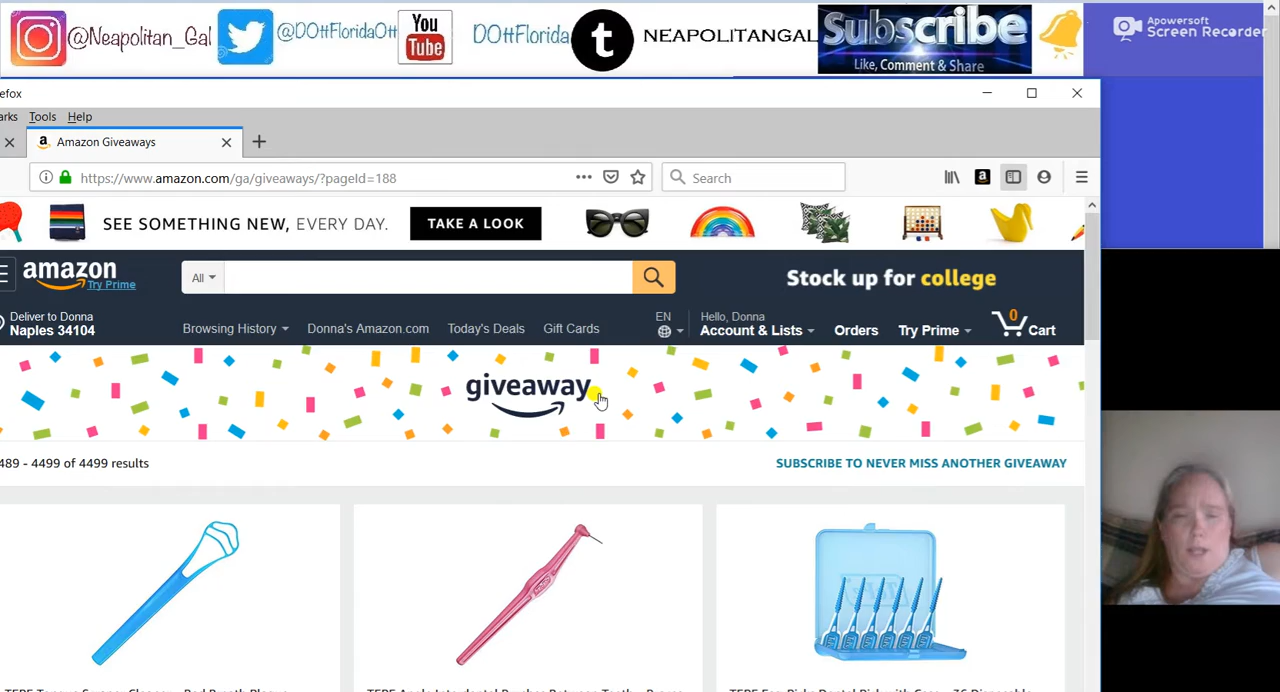 @Neapolitan_Gal
@DOttFloridaOtt
You
Tube
DOttFlorida
t
NEAPOLITANGAL
Subscribe
Like, Comment & Share
Apowersoft
Screen Recorder
efox
arks Tools Help
a Amazon Giveaways
https://www.amazon.com/ga/giveaways/?pageId=188
Search
a
SEE SOMETHING NEW, EVERY DAY.
TAKE A LOOK
amazon
Try Prime
All
Stock up for college
Deliver to Donna
Naples 34104
Browsing History
Donna's Amazon.com
Today's Deals
Gift Cards
EN
Hello, Donna
Account & Lists
Orders
Try Prime
0
Cart
giveaway
489 - 4499 of 4499 results
SUBSCRIBE TO NEVER MISS ANOTHER GIVEAWAY